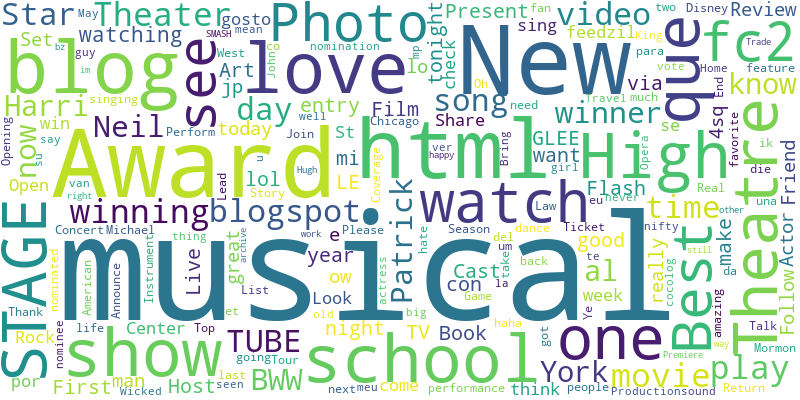 Star
May
Theater
Photo
Present
fan
two
Disney
Review
gosto
watching
SMASH
mean
video
sing
feedzil
King
Trade
Set
guy
bz
im
West
John
co
nomination
mp
lo
tonight
check
Oh
para
vote
Home
feature
blog
see
Art
jp
love
New
que
fc2
via
Travel
much
End
know
Harri
singing
day
entry
Film
song
winner
need
4sq
Opening
now
win
say
su
Neil
Perform
today
Join
well
St
Chicago
Share
GLEE
se
favorite
ik
die
Friend
Open
van
right
Award
lol
u
Hugh
mi
html
ver
happy
Bring
want
girl
Opera
High
Real
una
Theatre
Actor
Lead
Story
LE
Coverage
Patrick
watch
Flash
never
eu
time
Best
make
da
other
STAGE
winning
blogspot
Concert
Michael
work
Please
e
year
Season
um
Law
Ticket
nifty
still
Follow
nominated
American
thing
Instrument
Live
great
archive
ow
Look
actress
hate
con
Cast
del
la
take
dance
good
te
al
week
Ye
really
cocolog
amazing
musical
Announce
et
List
old
night
big
TV
Book
Game
back
haha
got
one
Talk
way
Thank
life
Center
Top
TUBE
Rock
por
nominee
show
going
Tour
BWW
school
York
movie
play
Mormon
Premiere
First
man
Wicked
Host
seen
last
next
meu
come
performance
think
people
Production
sound
Return